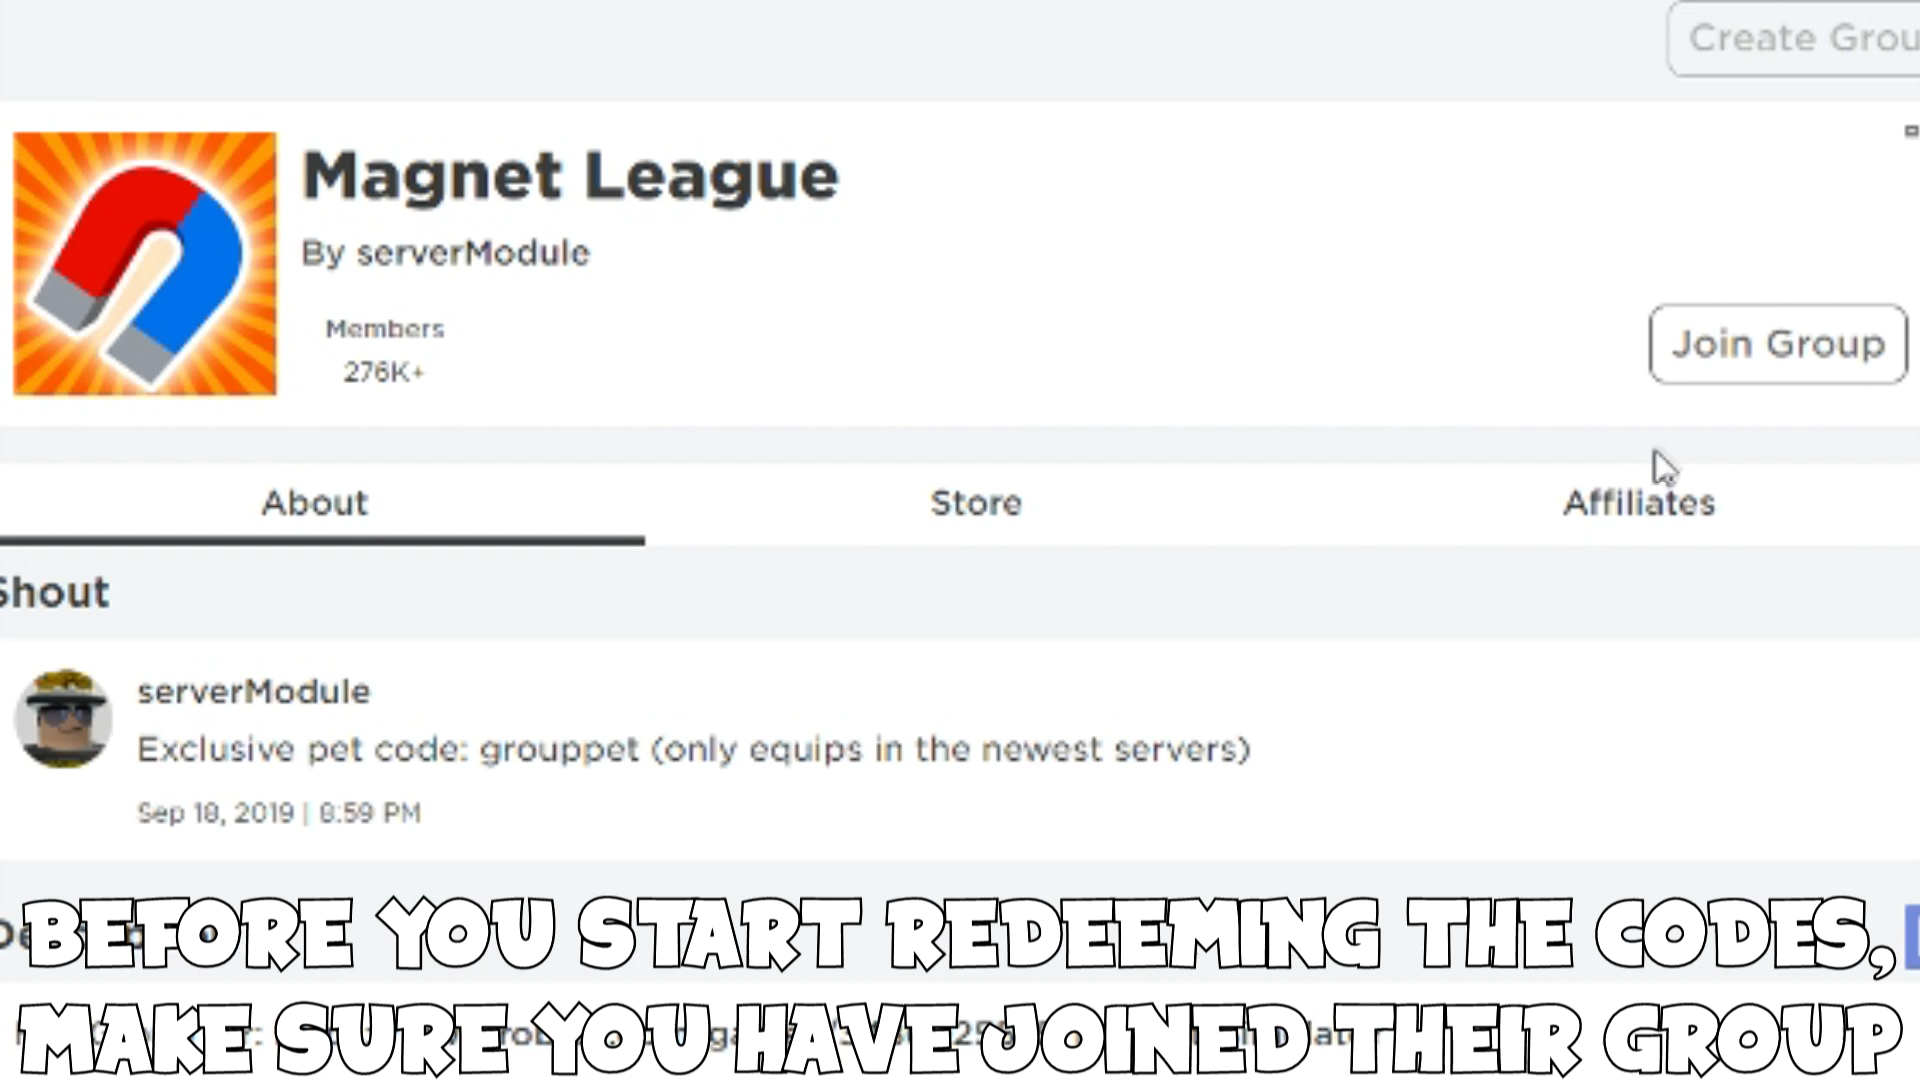 Create Grou
Magnet League
By serverModule
Members
276K+
Join Group
About
Store
Affiliates
Shout
serverModule
Exclusive pet code: grouppet (only equips in the newest servers)
Sep 18, 2019 | 8:59 PM
BEFORE YOU START REDEEMING THE CODES,
MAKE SURE YOU HAVE JOINED THEIR GROUP